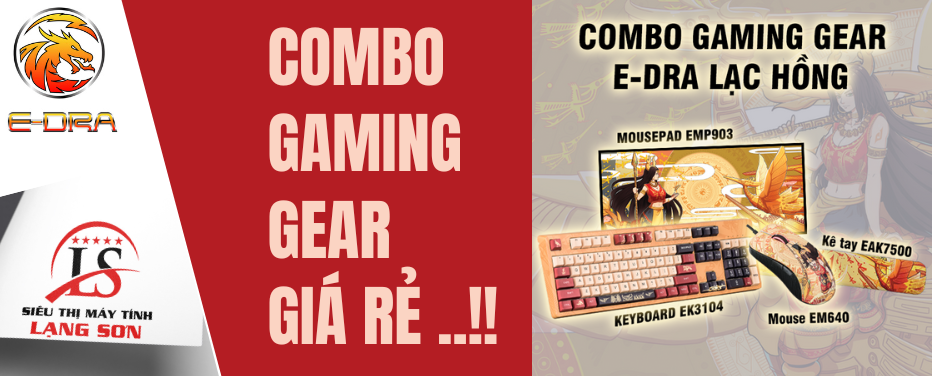 E-DRA
LS
SIÊU THỊ MÁY TÍNH
LẠNG SƠN
COMBO
GAMING
GEAR
GIÁ RẺ ..!!
COMBO GAMING GEAR
E-DRA LẠC HỒNG
MOUSEPAD EMP903
Kê tay EAK7500
KEYBOARD EK3104
Mouse EM640